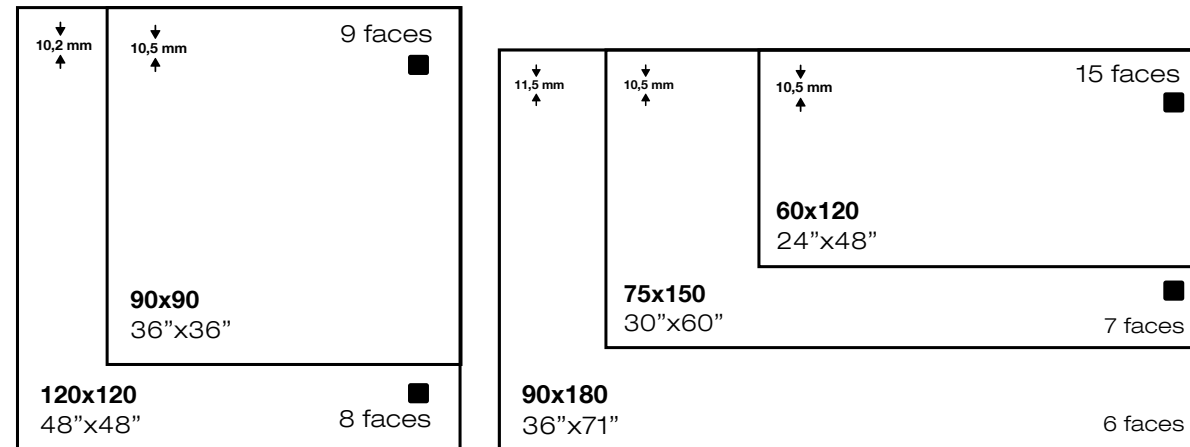 10,2 mm
10,5 mm
9 faces
90x90
36”x36”
120x120
48”x48”
8 faces
11,5 mm
10,5 mm
10,5 mm
15 faces
60x120
24”x48”
75x150
30”x60”
7 faces
90x180
36”x71”
6 faces